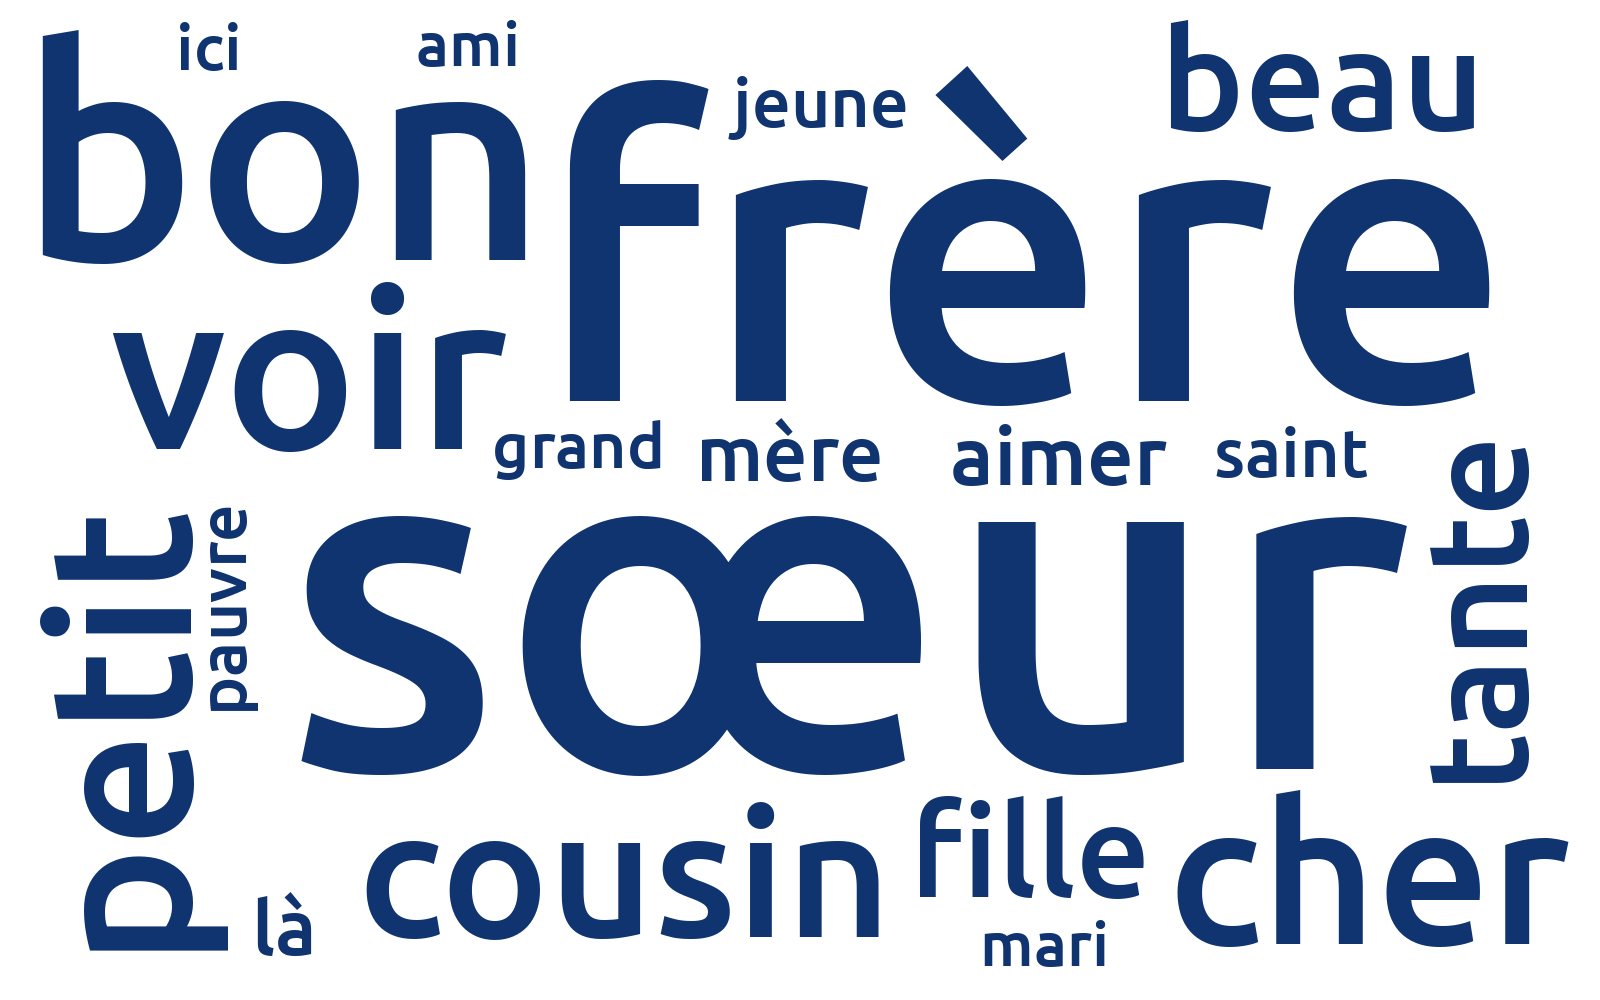 ici
ami
bon
jeune
beau
frère
voir
grand
mère
aimer
saint
petit
pauvre
sœur
tante
là
cousin
fille
mari
cher